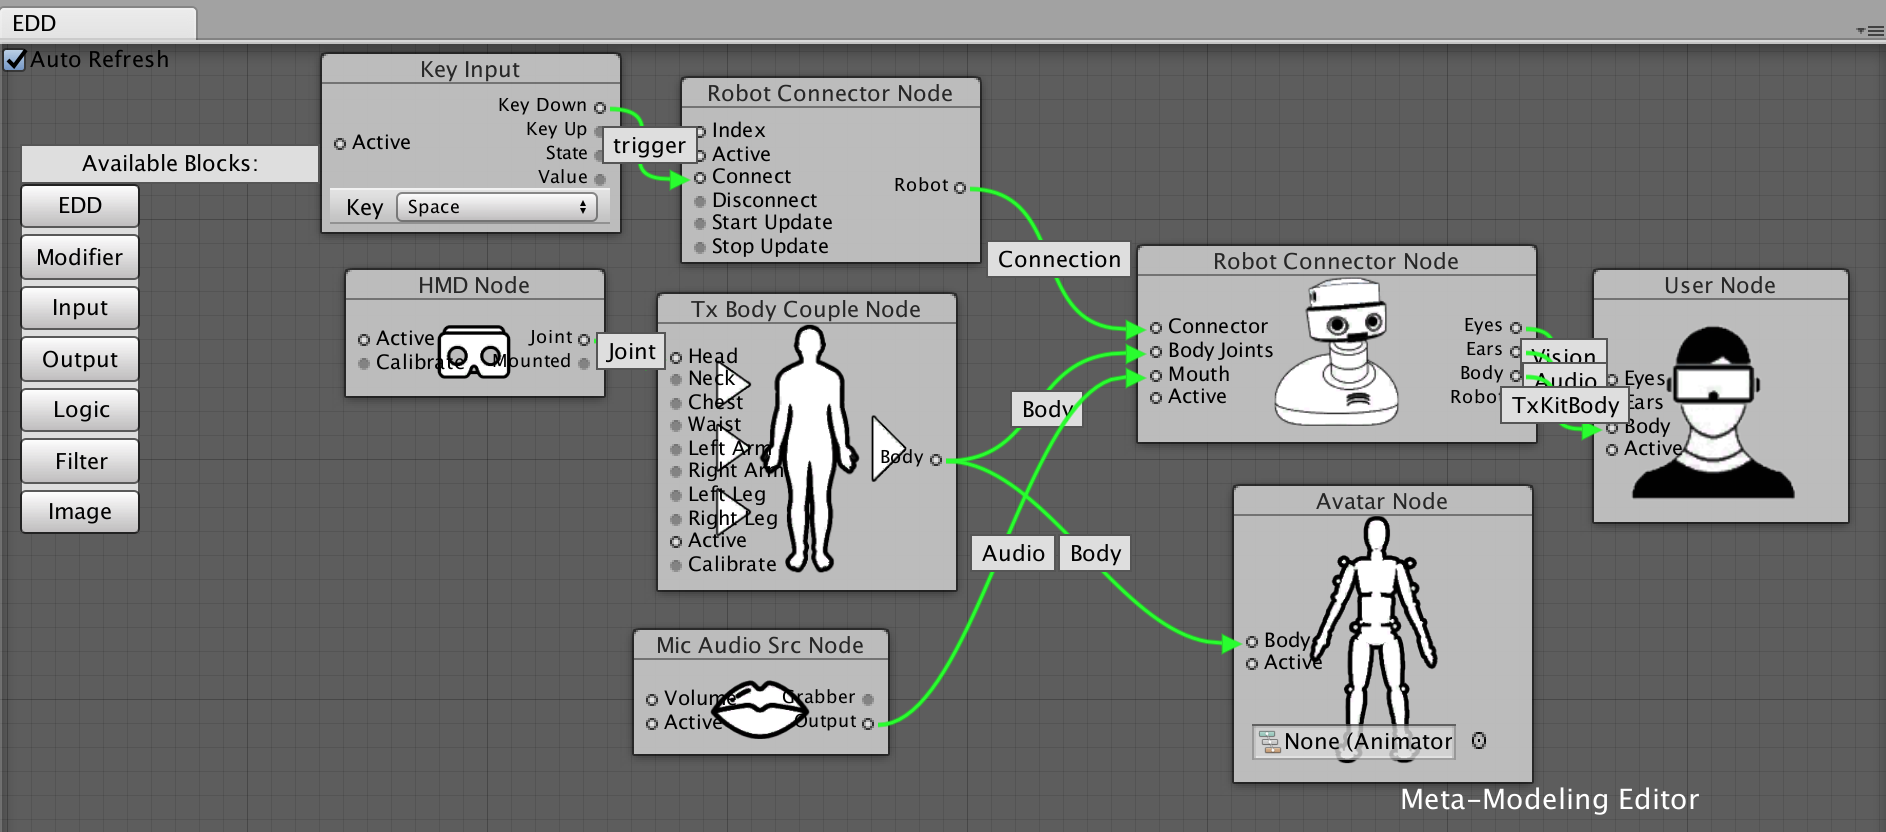 EDD
Auto Refresh
Available Blocks:
EDD
Modifier
Input
Output
Logic
Filter
Image
Key Input
Key Down
Key Up
Active
State
Value
Key Space
trigger
Robot Connector Node
Index
Active
Connect
Disconnect
Start Update
Stop Update
Robot
Connection
HMD Node
Active
Calibrate
Joint
Mounted
Joint
Tx Body Couple Node
Head
Neck
Chest
Waist
Left Arm
Right Arm
Left Leg
Right Leg
Active
Calibrate
Body
Body
Audio
Body
Mic Audio Src Node
Volume
Active
Grabber
Output
Robot Connector Node
Connector
Body Joints
Mouth
Active
Eyes
Ears
Body
Robot
Vision
Audio
TxKitBody
User Node
Eyes
Ears
Body
Active
Avatar Node
Body
Active
None (Animator
Meta-Modeling Editor